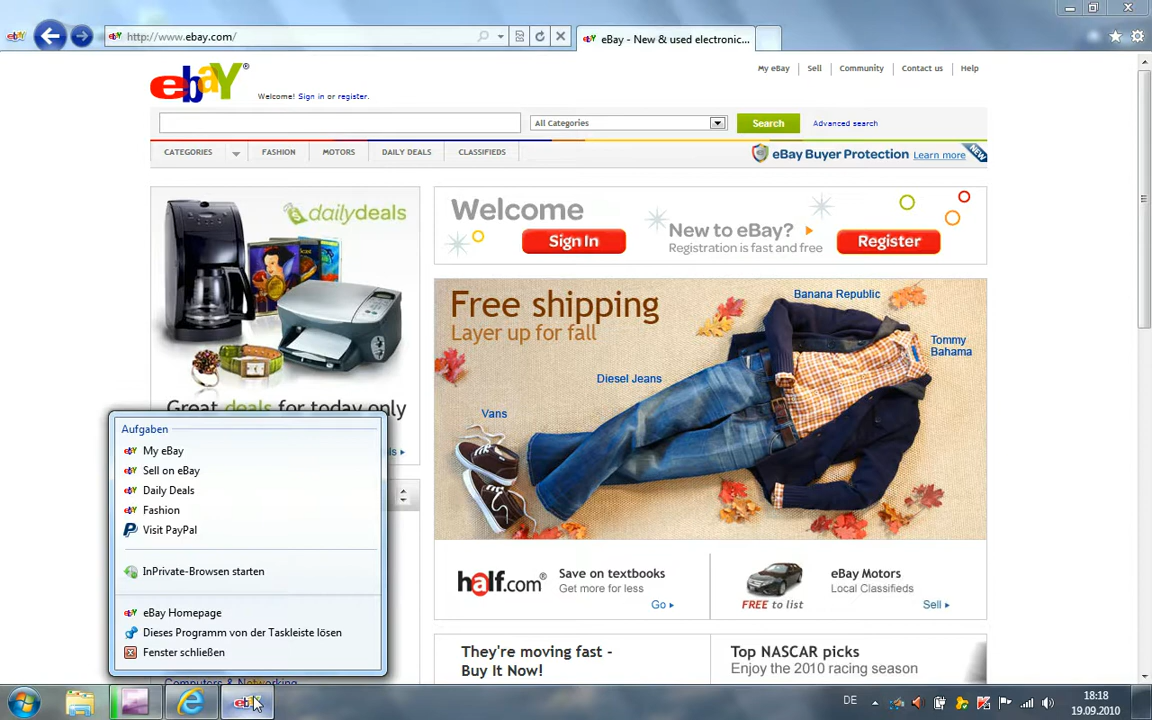 http://www.ebay.com/
eBay - New & used electronic...
My eBay Sell Community Contact us Help
ebaY®
Welcome! Sign in or register.
All Categories Search Advanced search
CATEGORIES FASHION MOTORS DAILY DEALS CLASSIFIEDS
eBay Buyer Protection Learn more NEW
dailydeals
Great deals for today only
Welcome
Sign In
New to eBay?
Registration is fast and free
Register
Free shipping
Layer up for fall
Banana Republic
Tommy
Bahama
Diesel Jeans
Vans
Aufgaben
My eBay
Sell on eBay
Daily Deals
Fashion
Visit PayPal
InPrivate-Browsen starten
eBay Homepage
Dieses Programm von der Taskleiste lösen
Fenster schließen
Computers & Networking
half.com®
Save on textbooks
Get more for less
Go
FREE to list
eBay Motors
Local Classifieds
Sell
They're moving fast -
Buy It Now!
Top NASCAR picks
Enjoy the 2010 racing season
DE
18:18
19.09.2010